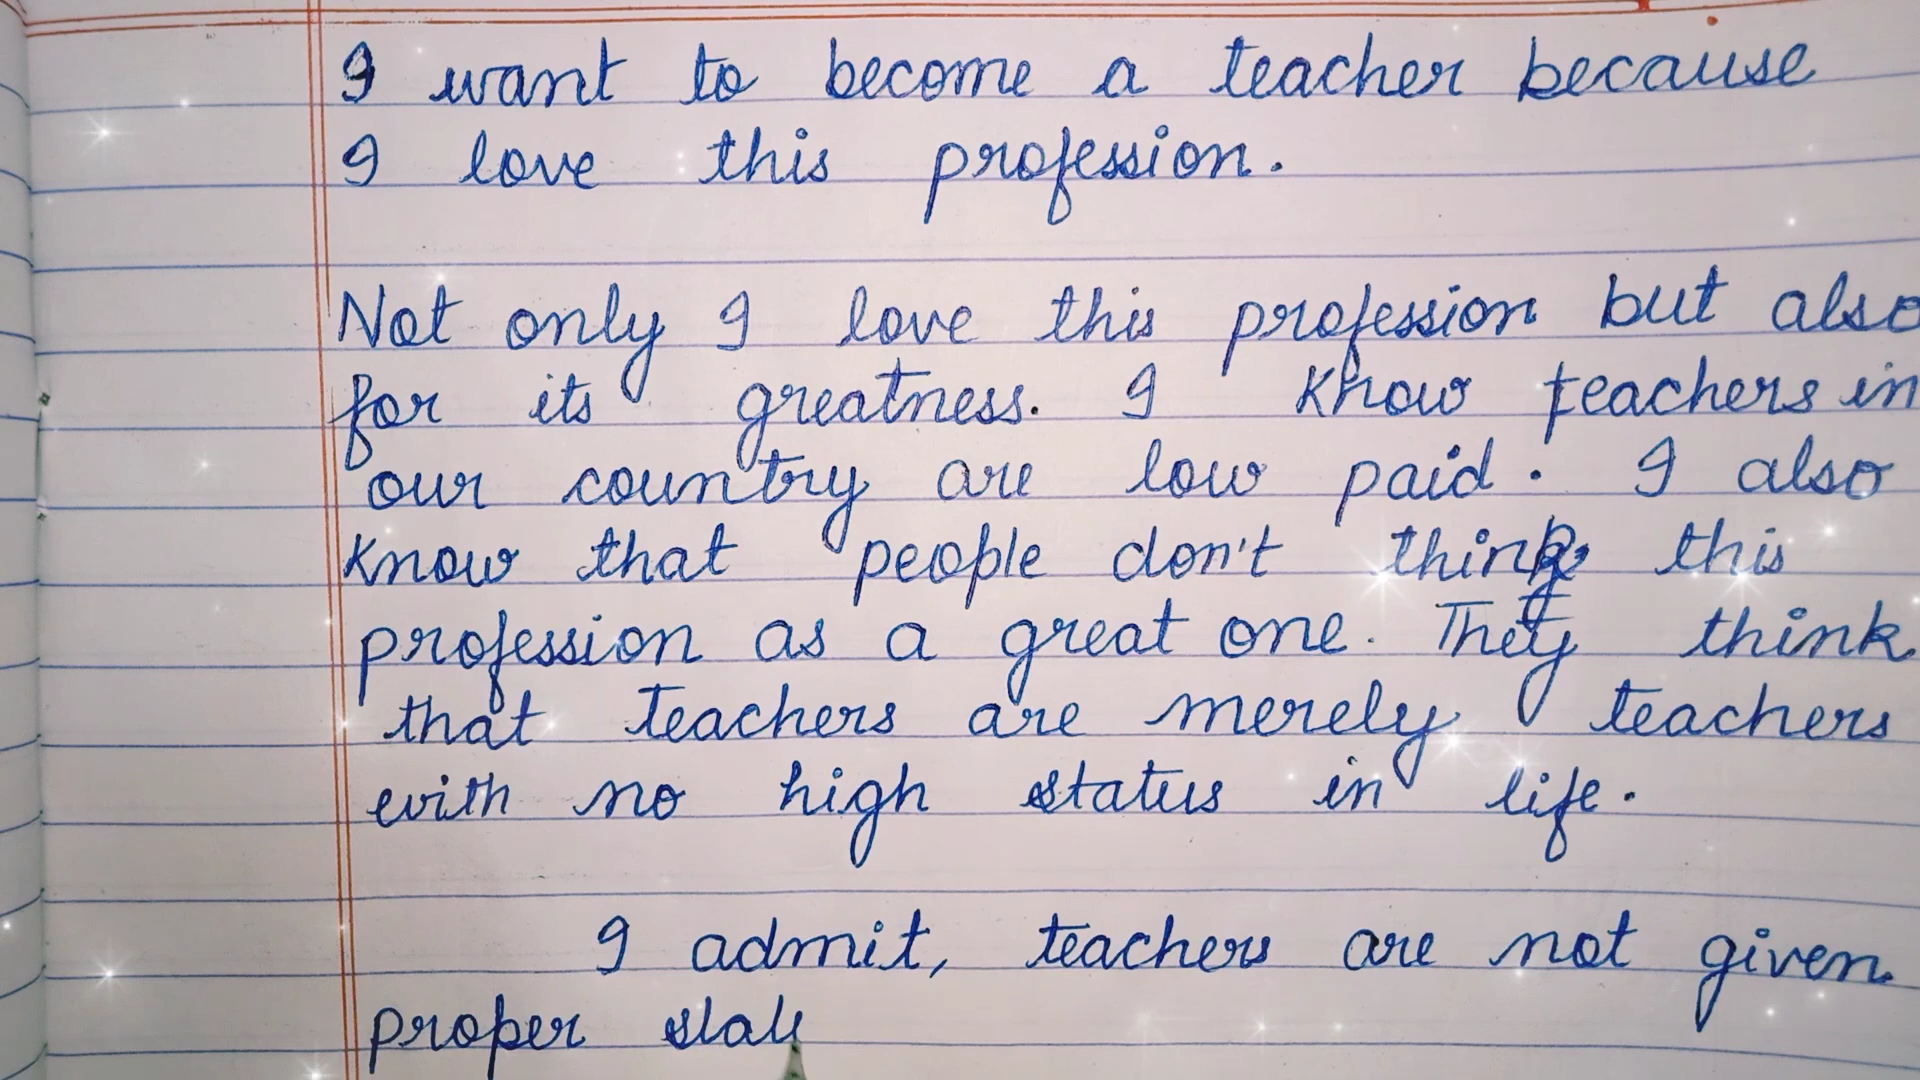 I want to become a teacher because
I love this profession.
Not only I love this profession but also
for its greatness. I know teachers in
our country are low paid. I also
know that people don't think this
profession as a great one. They think
that teachers are merely teachers
with no high status in life.
I admit, teachers are not given
proper